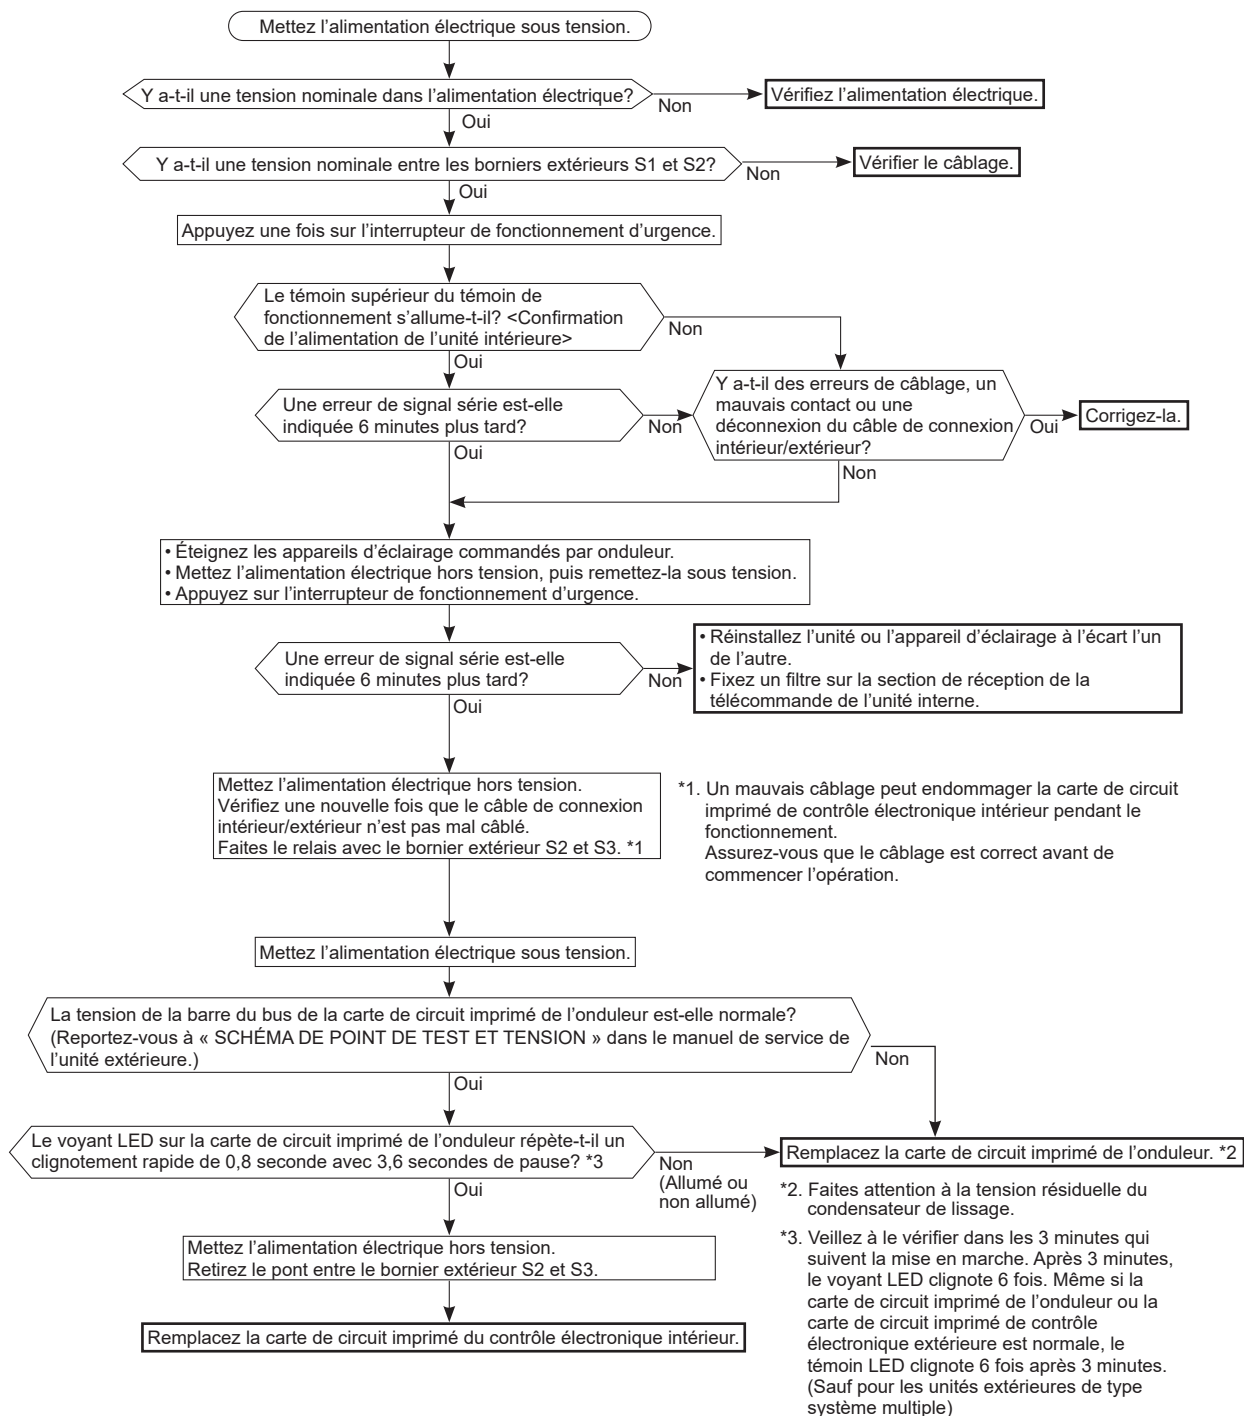 Mettez l’alimentation électrique sous tension.
Y a-t-il une tension nominale dans l’alimentation électrique?
Non
Vérifiez l’alimentation électrique.
Oui
Y a-t-il une tension nominale entre les borniers extérieurs S1 et S2?
Non
Vérifier le câblage.
Oui
Appuyez une fois sur l’interrupteur de fonctionnement d’urgence.
Le témoin supérieur du témoin de
fonctionnement s’allume-t-il? <Confirmation
de l’alimentation de l’unité intérieure>
Non
Oui
Y a-t-il des erreurs de câblage, un
mauvais contact ou une
déconnexion du câble de connexion
intérieur/extérieur?
Oui
Corrigez-la.
Une erreur de signal série est-elle
indiquée 6 minutes plus tard?
Non
Oui
Non
• Éteignez les appareils d’éclairage commandés par onduleur.
• Mettez l’alimentation électrique hors tension, puis remettez-la sous tension.
• Appuyez sur l’interrupteur de fonctionnement d’urgence.
Une erreur de signal série est-elle
indiquée 6 minutes plus tard?
Non
• Réinstallez l’unité ou l’appareil d’éclairage à l’écart l’un
de l’autre.
• Fixez un filtre sur la section de réception de la
télécommande de l’unité interne.
Oui
Mettez l’alimentation électrique hors tension.
Vérifiez une nouvelle fois que le câble de connexion
intérieur/extérieur n’est pas mal câblé.
Faites le relais avec le bornier extérieur S2 et S3. *1
*1. Un mauvais câblage peut endommager la carte de circuit
imprimé de contrôle électronique intérieur pendant le
fonctionnement.
Assurez-vous que le câblage est correct avant de
commencer l’opération.
Mettez l’alimentation électrique sous tension.
La tension de la barre du bus de la carte de circuit imprimé de l’onduleur est-elle normale?
(Reportez-vous à « SCHÉMA DE POINT DE TEST ET TENSION » dans le manuel de service de
l’unité extérieure.)
Non
Oui
Le voyant LED sur la carte de circuit imprimé de l’onduleur répète-t-il un
clignotement rapide de 0,8 seconde avec 3,6 secondes de pause? *3
Non
(Allumé ou
non allumé)
Remplacez la carte de circuit imprimé de l’onduleur. *2
Oui
*2. Faites attention à la tension résiduelle du
condensateur de lissage.
*3. Veillez à le vérifier dans les 3 minutes qui
suivent la mise en marche. Après 3 minutes,
le voyant LED clignote 6 fois. Même si la
carte de circuit imprimé de l’onduleur ou la
carte de circuit imprimé de contrôle
électronique extérieure est normale, le
témoin LED clignote 6 fois après 3 minutes.
(Sauf pour les unités extérieures de type
système multiple)
Mettez l’alimentation électrique hors tension.
Retirez le pont entre le bornier extérieur S2 et S3.
Remplacez la carte de circuit imprimé du contrôle électronique intérieur.